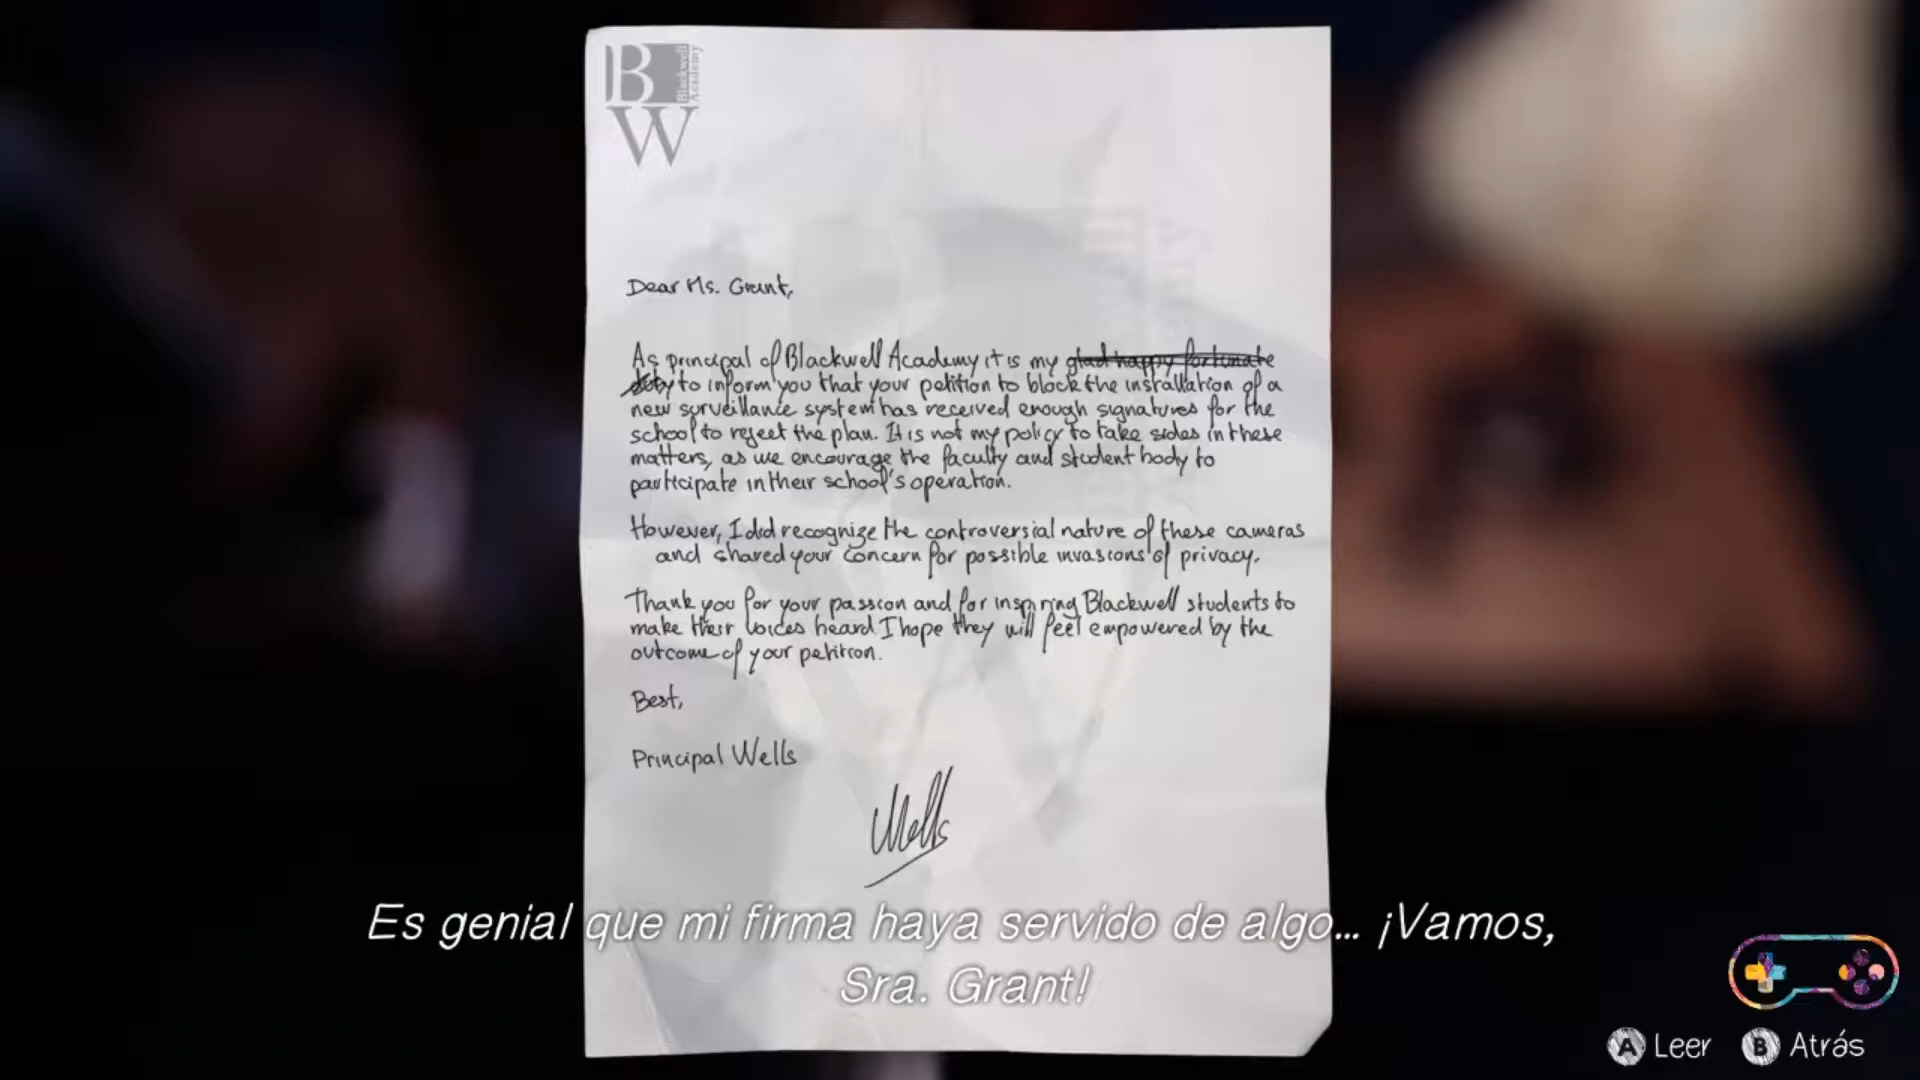 B
Blackwell
Academy
W
Dear Ms. Grant,
As principal of Blackwell Academy it is my glad happy fortunate
duty to inform you that your petition to block the installation of a
new surveillance system has received enough signatures for the
school to reject the plan. It is not my policy to take sides in these
matters, as we encourage the faculty and student body to
participate in their school's operation.
However, I did recognize the controversial nature of these cameras
and shared your concern for possible invasions of privacy.
Thank you for your passion and for inspiring Blackwell students to
make their voices heard I hope they will feel empowered by the
outcome of your petition.
Best,
Principal Wells
Wells
Es genial que mi firma haya servido de algo... ¡Vamos,
Sra. Grant!
A Leer B Atrás